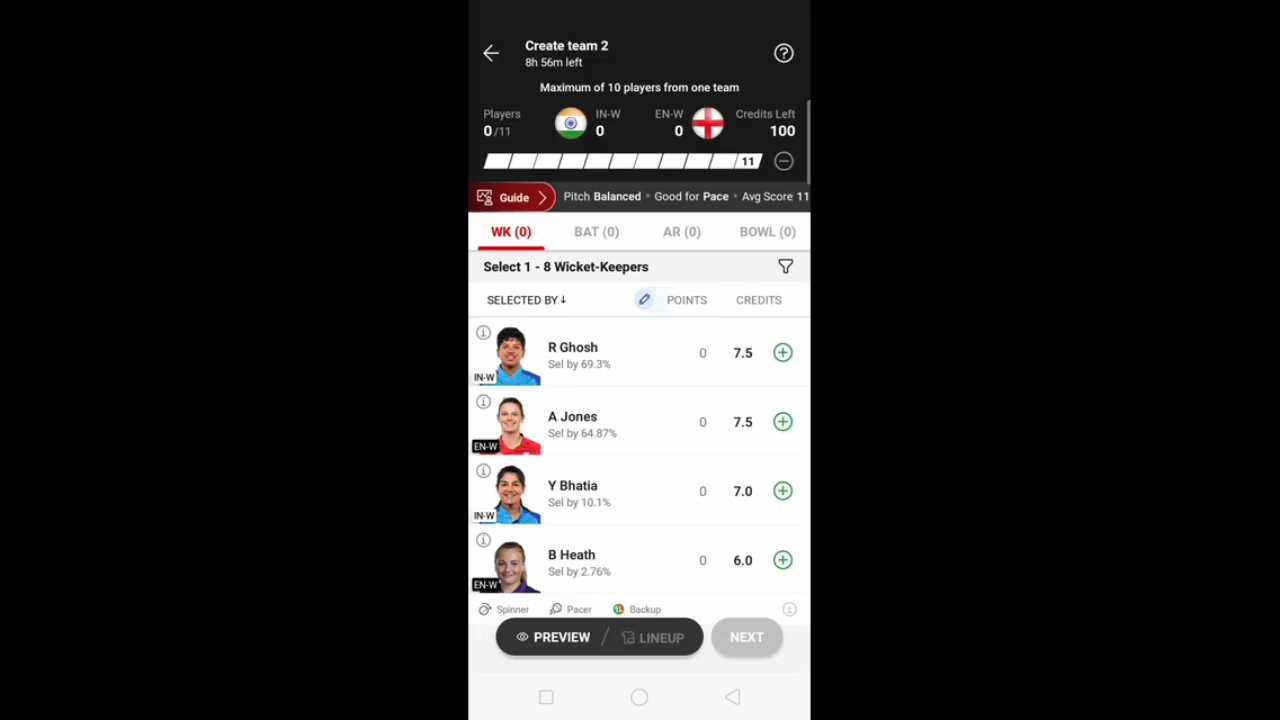 Create team 2
8h 56m left
Maximum of 10 players from one team
Players IN-W EN-W Credits Left
0/11 0 0 100
11
Guide Pitch Balanced • Good for Pace • Avg Score 11
WK (0) BAT (0) AR (0) BOWL (0)
Select 1 - 8 Wicket-Keepers
SELECTED BY↓ POINTS CREDITS
R Ghosh 0 7.5
Sel by 69.3%
IN-W
A Jones 0 7.5
Sel by 64.87%
EN-W
Y Bhatia 0 7.0
Sel by 10.1%
IN-W
B Heath 0 6.0
Sel by 2.76%
EN-W
Spinner Pacer Backup
PREVIEW / LINEUP NEXT